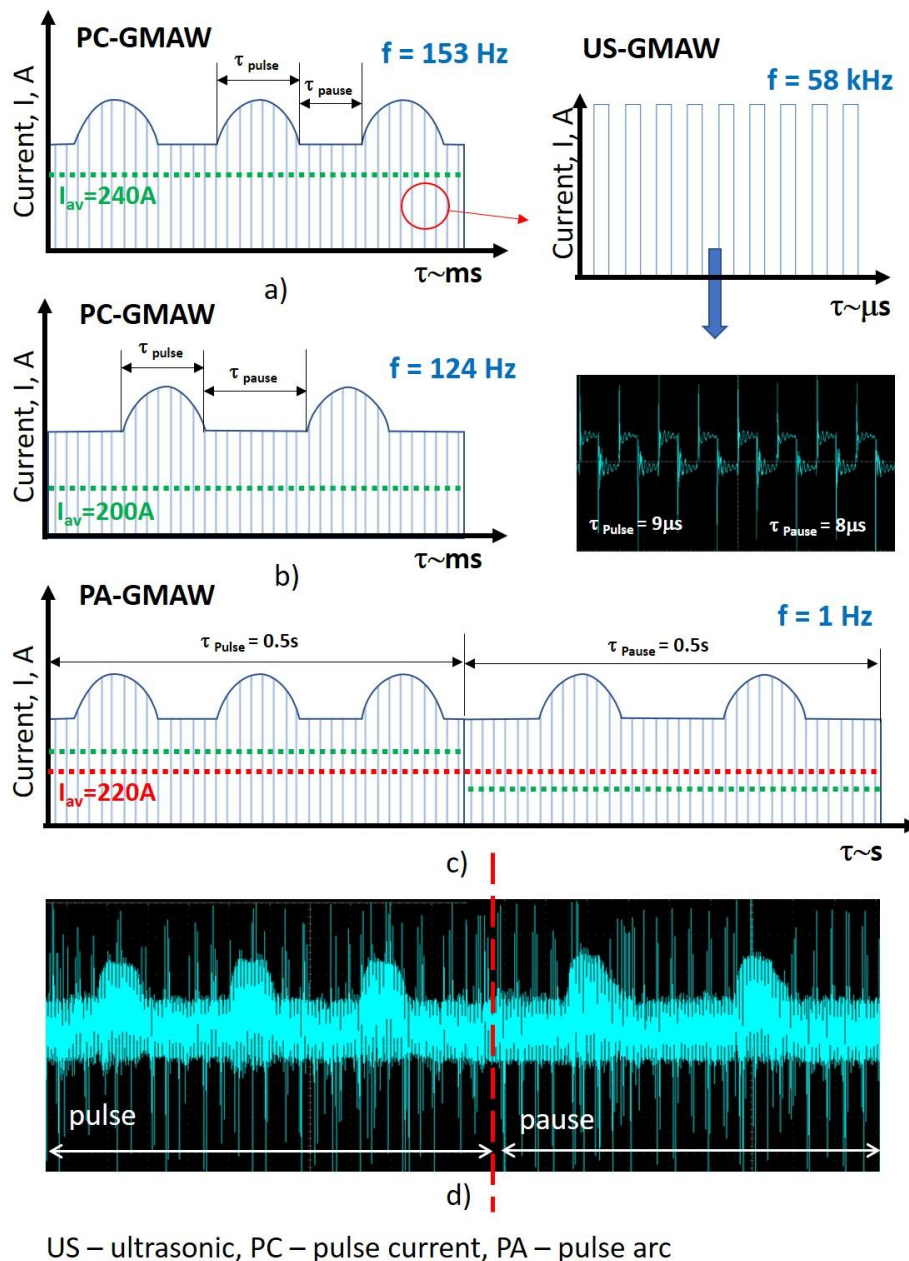 PC-GMAW
f = 153 Hz
τ pulse
τ pause
Current, I, A
Iav=240A
τ~ms
a)
US-GMAW
f = 58 kHz
Current, I, A
τ~μs
PC-GMAW
f = 124 Hz
τ pulse
τ pause
Current, I, A
Iav=200A
τ~ms
b)
τ Pulse = 9μs
τ Pause = 8μs
PA-GMAW
f = 1 Hz
τ Pulse = 0.5s
τ Pause = 0.5s
Current, I, A
Iav=220A
τ~s
c)
pulse
pause
d)
US – ultrasonic, PC – pulse current, PA – pulse arc